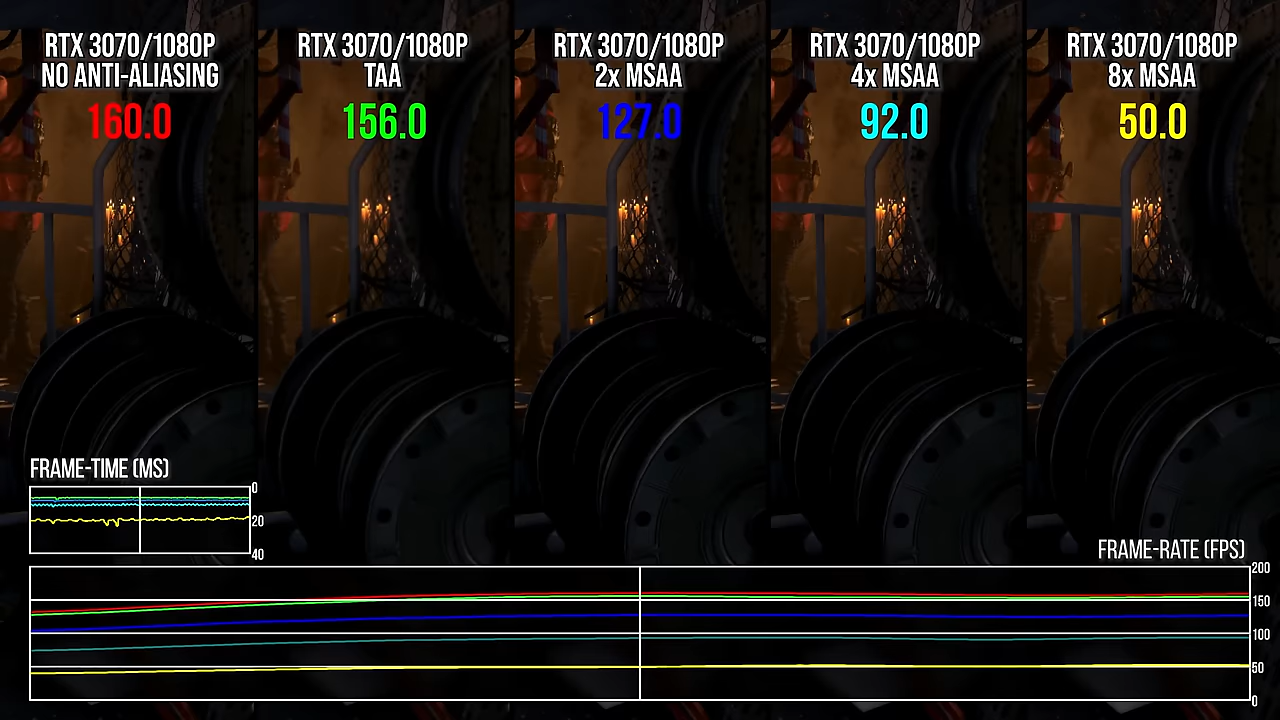 RTX 3070/1080P
NO ANTI-ALIASING
160.0
RTX 3070/1080P
TAA
156.0
RTX 3070/1080P
2x MSAA
127.0
RTX 3070/1080P
4x MSAA
92.0
RTX 3070/1080P
8x MSAA
50.0
FRAME-TIME (MS)
0
20
40
FRAME-RATE (FPS)
200
150
100
50
0